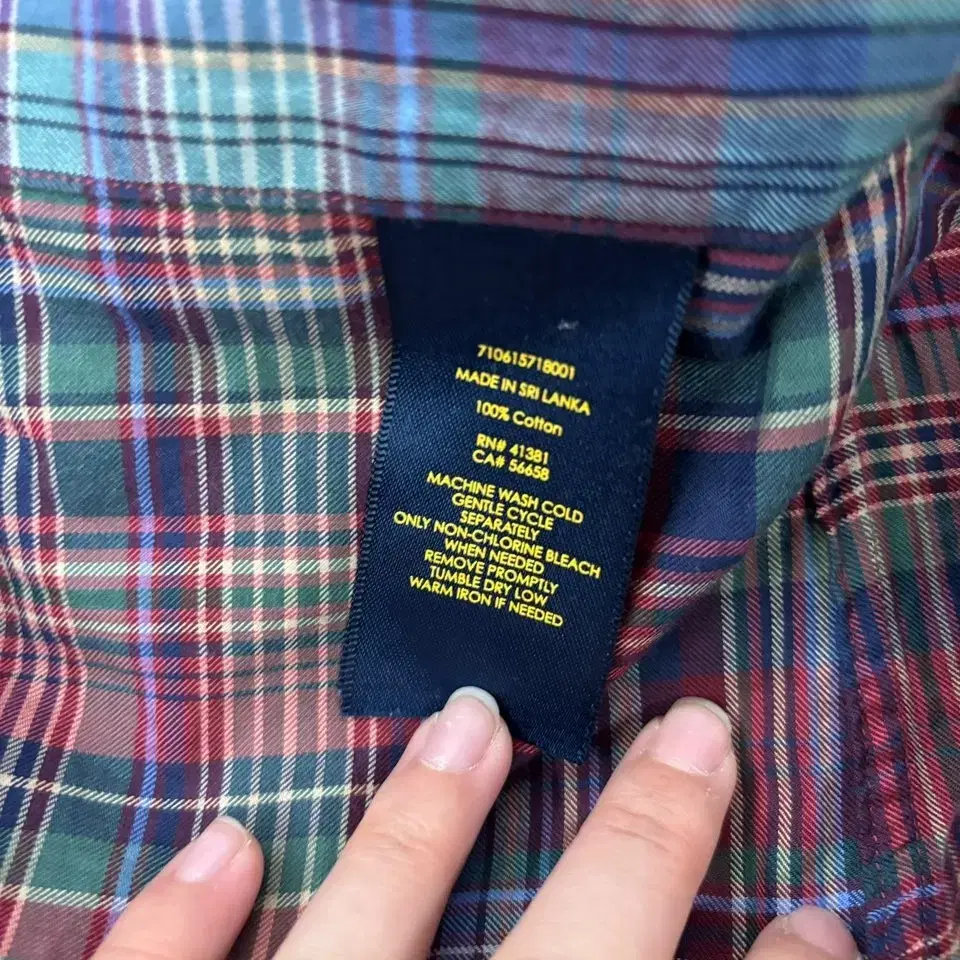 710615718001
MADE IN SRI LANKA
100% Cotton
RN# 41381
CA# 56658
MACHINE WASH COLD
GENTLE CYCLE
SEPARATELY
ONLY NON-CHLORINE BLEACH
WHEN NEEDED
REMOVE PROMPTLY
TUMBLE DRY LOW
WARM IRON IF NEEDED